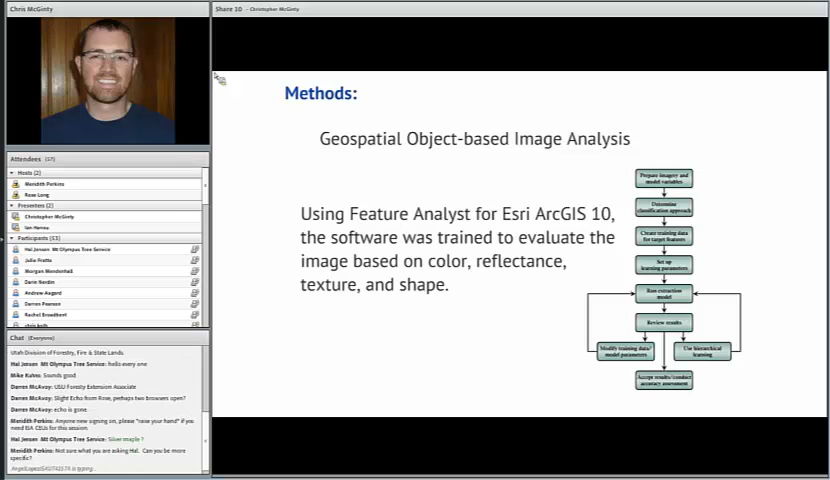 Chris McGinty
Share 10 - Christopher McGinty
Attendees (17)
Hosts (2)
Meridith Perkins
Rose Long
Presenters (2)
Christopher McGinty
Ian Hanou
Participants (13)
Hal Jensen Mt Olympus Tree Service
Julie
Morgan Mendenhall
Darin Nardin
Andrew Aagard
Darren Pearson
Rachel Broadbent
chris
Chat (Everyone)
Utah Division of Forestry, Fire & State Lands.
Hal Jensen Mt Olympus Tree Service: hello every one
Mike Kuhns: Sounds good
Darren McAvoy: USU Foresty Extension Assiciate
Darren McAvoy: Slight Echo from Rose, perhaps two browsers open?
Darren McAvoy: echo is gone
Meridith Perkins: Anyone new signing on, please "raise your hand" if you
need ISA CEUs for this session.
Hal Jensen Mt Olympus Tree Service: Silver maple ?
Meridith Perkins: Not sure what you are asking Hal. Can you be more
specific?
is typing...
Methods:
Geospatial Object-based Image Analysis
Using Feature Analyst for Esri ArcGIS 10,
the software was trained to evaluate the
image based on color, reflectance,
texture, and shape.
Prepare imagery and
model variables
Determine
classification approach
Create training data
for target features
Set up
learning parameters
Run extraction
model
Review results
Modify training data/
model parameters
Use hierarchical
learning
Accept results/conduct
accuracy assessment